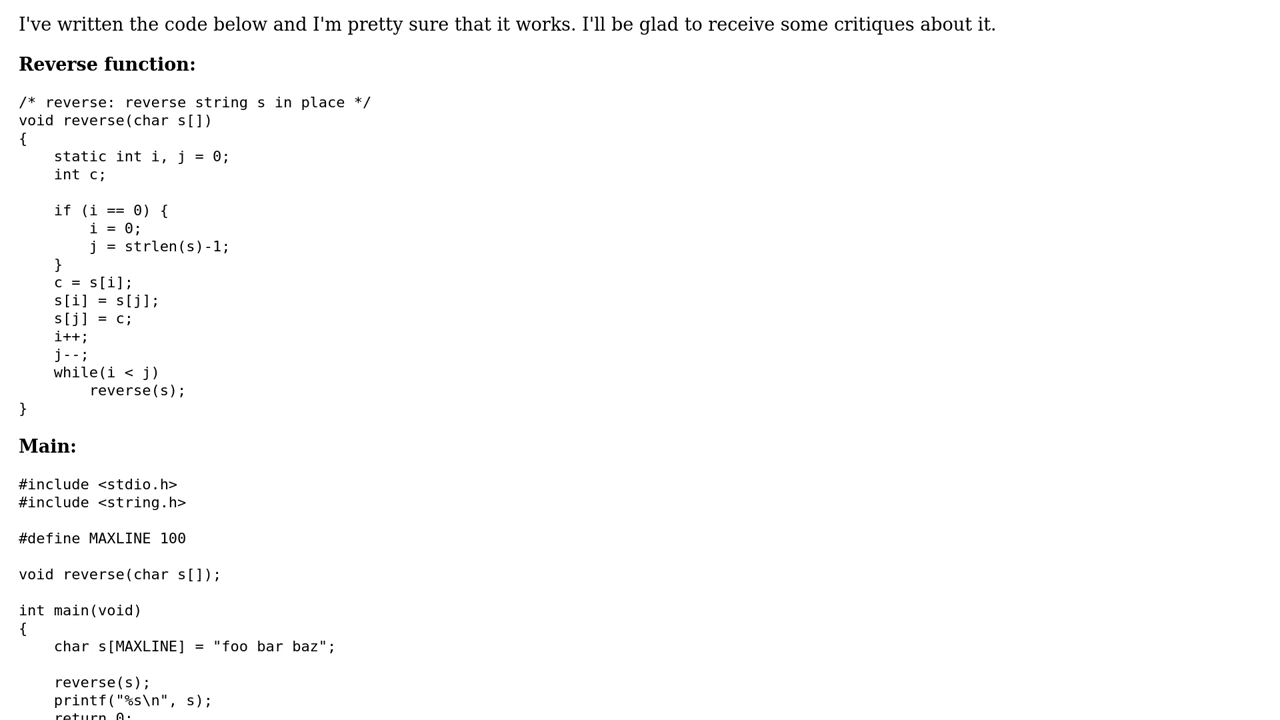 I've written the code below and I'm pretty sure that it works. I'll be glad to receive some critiques about it.
Reverse function:
/* reverse: reverse string s in place */
void reverse(char s[])
{
    static int i, j = 0;
    int c;

    if (i == 0) {
        i = 0;
        j = strlen(s)-1;
    }
    c = s[i];
    s[i] = s[j];
    s[j] = c;
    i++;
    j--;
    while(i < j)
        reverse(s);
}
Main:
#include <stdio.h>
#include <string.h>

#define MAXLINE 100

void reverse(char s[]);

int main(void)
{
    char s[MAXLINE] = "foo bar baz";

    reverse(s);
    printf("%s\n", s);
    return 0;